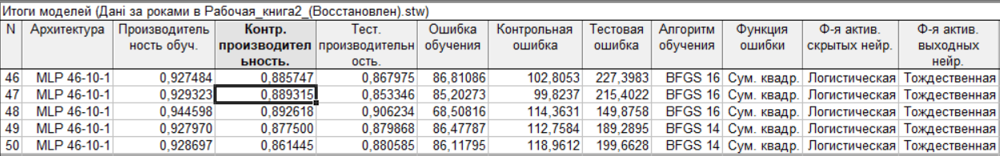 Итоги моделей (Дані за роками в Рабочая_книга2_(Восстановлен).stw)
N Архитектура Производитель Контр. Тест. Ошибка Контрольная Тестовая Алгоритм Функция Ф-я актив. Ф-я актив.
ность обуч. производител производительн обучения ошибка ошибка обучения ошибки скрытых нейр. выходных
ьность. ость. нейр.
46 MLP 46-10-1 0,927484 0,885747 0,867975 86,81086 102,8053 227,3983 BFGS 16 Сум. квадр. Логистическая Тождественная
47 MLP 46-10-1 0,929323 0,889315 0,853346 85,20273 99,8237 215,4022 BFGS 16 Сум. квадр. Логистическая Тождественная
48 MLP 46-10-1 0,944598 0,892618 0,906234 68,50816 114,3631 149,8758 BFGS 16 Сум. квадр. Логистическая Тождественная
49 MLP 46-10-1 0,927970 0,877500 0,879868 86,47787 112,7584 189,2895 BFGS 14 Сум. квадр. Логистическая Тождественная
50 MLP 46-10-1 0,928697 0,861445 0,880585 86,11795 118,9612 199,6628 BFGS 14 Сум. квадр. Логистическая Тождественная